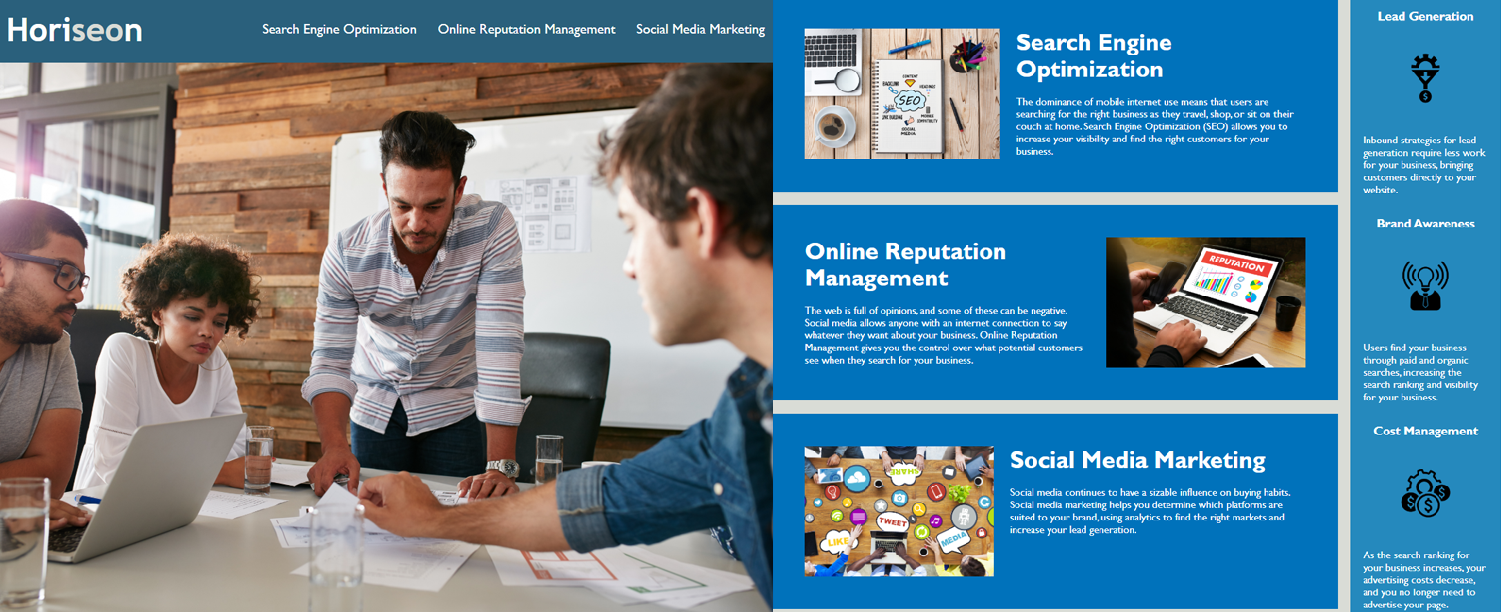 Horiseon
Search Engine Optimization Online Reputation Management Social Media Marketing
Search Engine
Optimization
The dominance of mobile internet use means that users are
searching for the right business as they travel, shop, or sit on their
couch at home. Search Engine Optimization (SEO) allows you to
increase your visibility and find the right customers for your
business.
CONTENT
BACKLINK
KEYWORDS
SEO
LINK BUILDING
MOBILE
COMPATIBILITY
SOCIAL
MEDIA
Online Reputation
Management
The web is full of opinions, and some of these can be negative.
Social media allows anyone with an internet connection to say
whatever they want about your business. Online Reputation
Management gives you the control over what potential customers
see when they search for your business.
REPUTATION
Social Media Marketing
Social media continues to have a sizable influence on buying habits.
Social media marketing helps you determine which platforms are
suited to your brand, using analytics to find the right markets and
increase your lead generation.
SHARE
TWEET
LIKE
MEDIA
Lead Generation
Inbound strategies for lead
generation require less work
for your business, bringing
customers directly to your
website.
Brand Awareness
Users find your business
through paid and organic
searches, increasing the
search ranking and visibility
for your business.
Cost Management
As the search ranking for
your business increases, your
advertising costs decrease,
and you no longer need to
advertise your page.